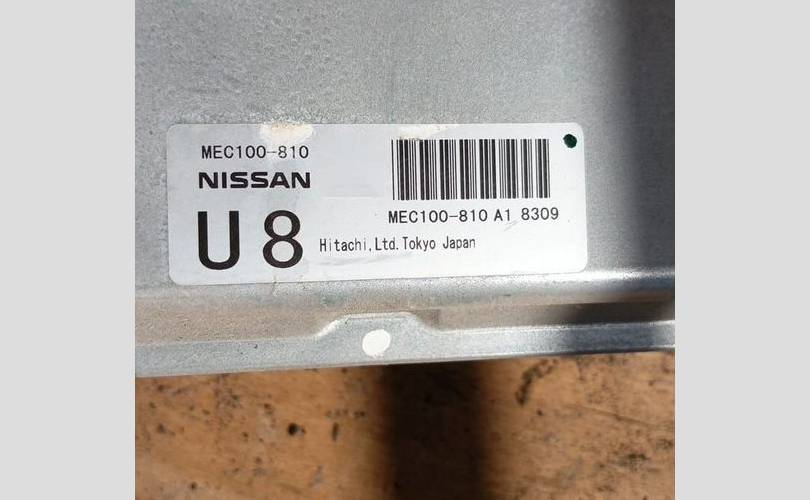 MEC100-810
NISSAN
U8
MEC100-810 A1 8309
Hitachi,Ltd.Tokyo Japan